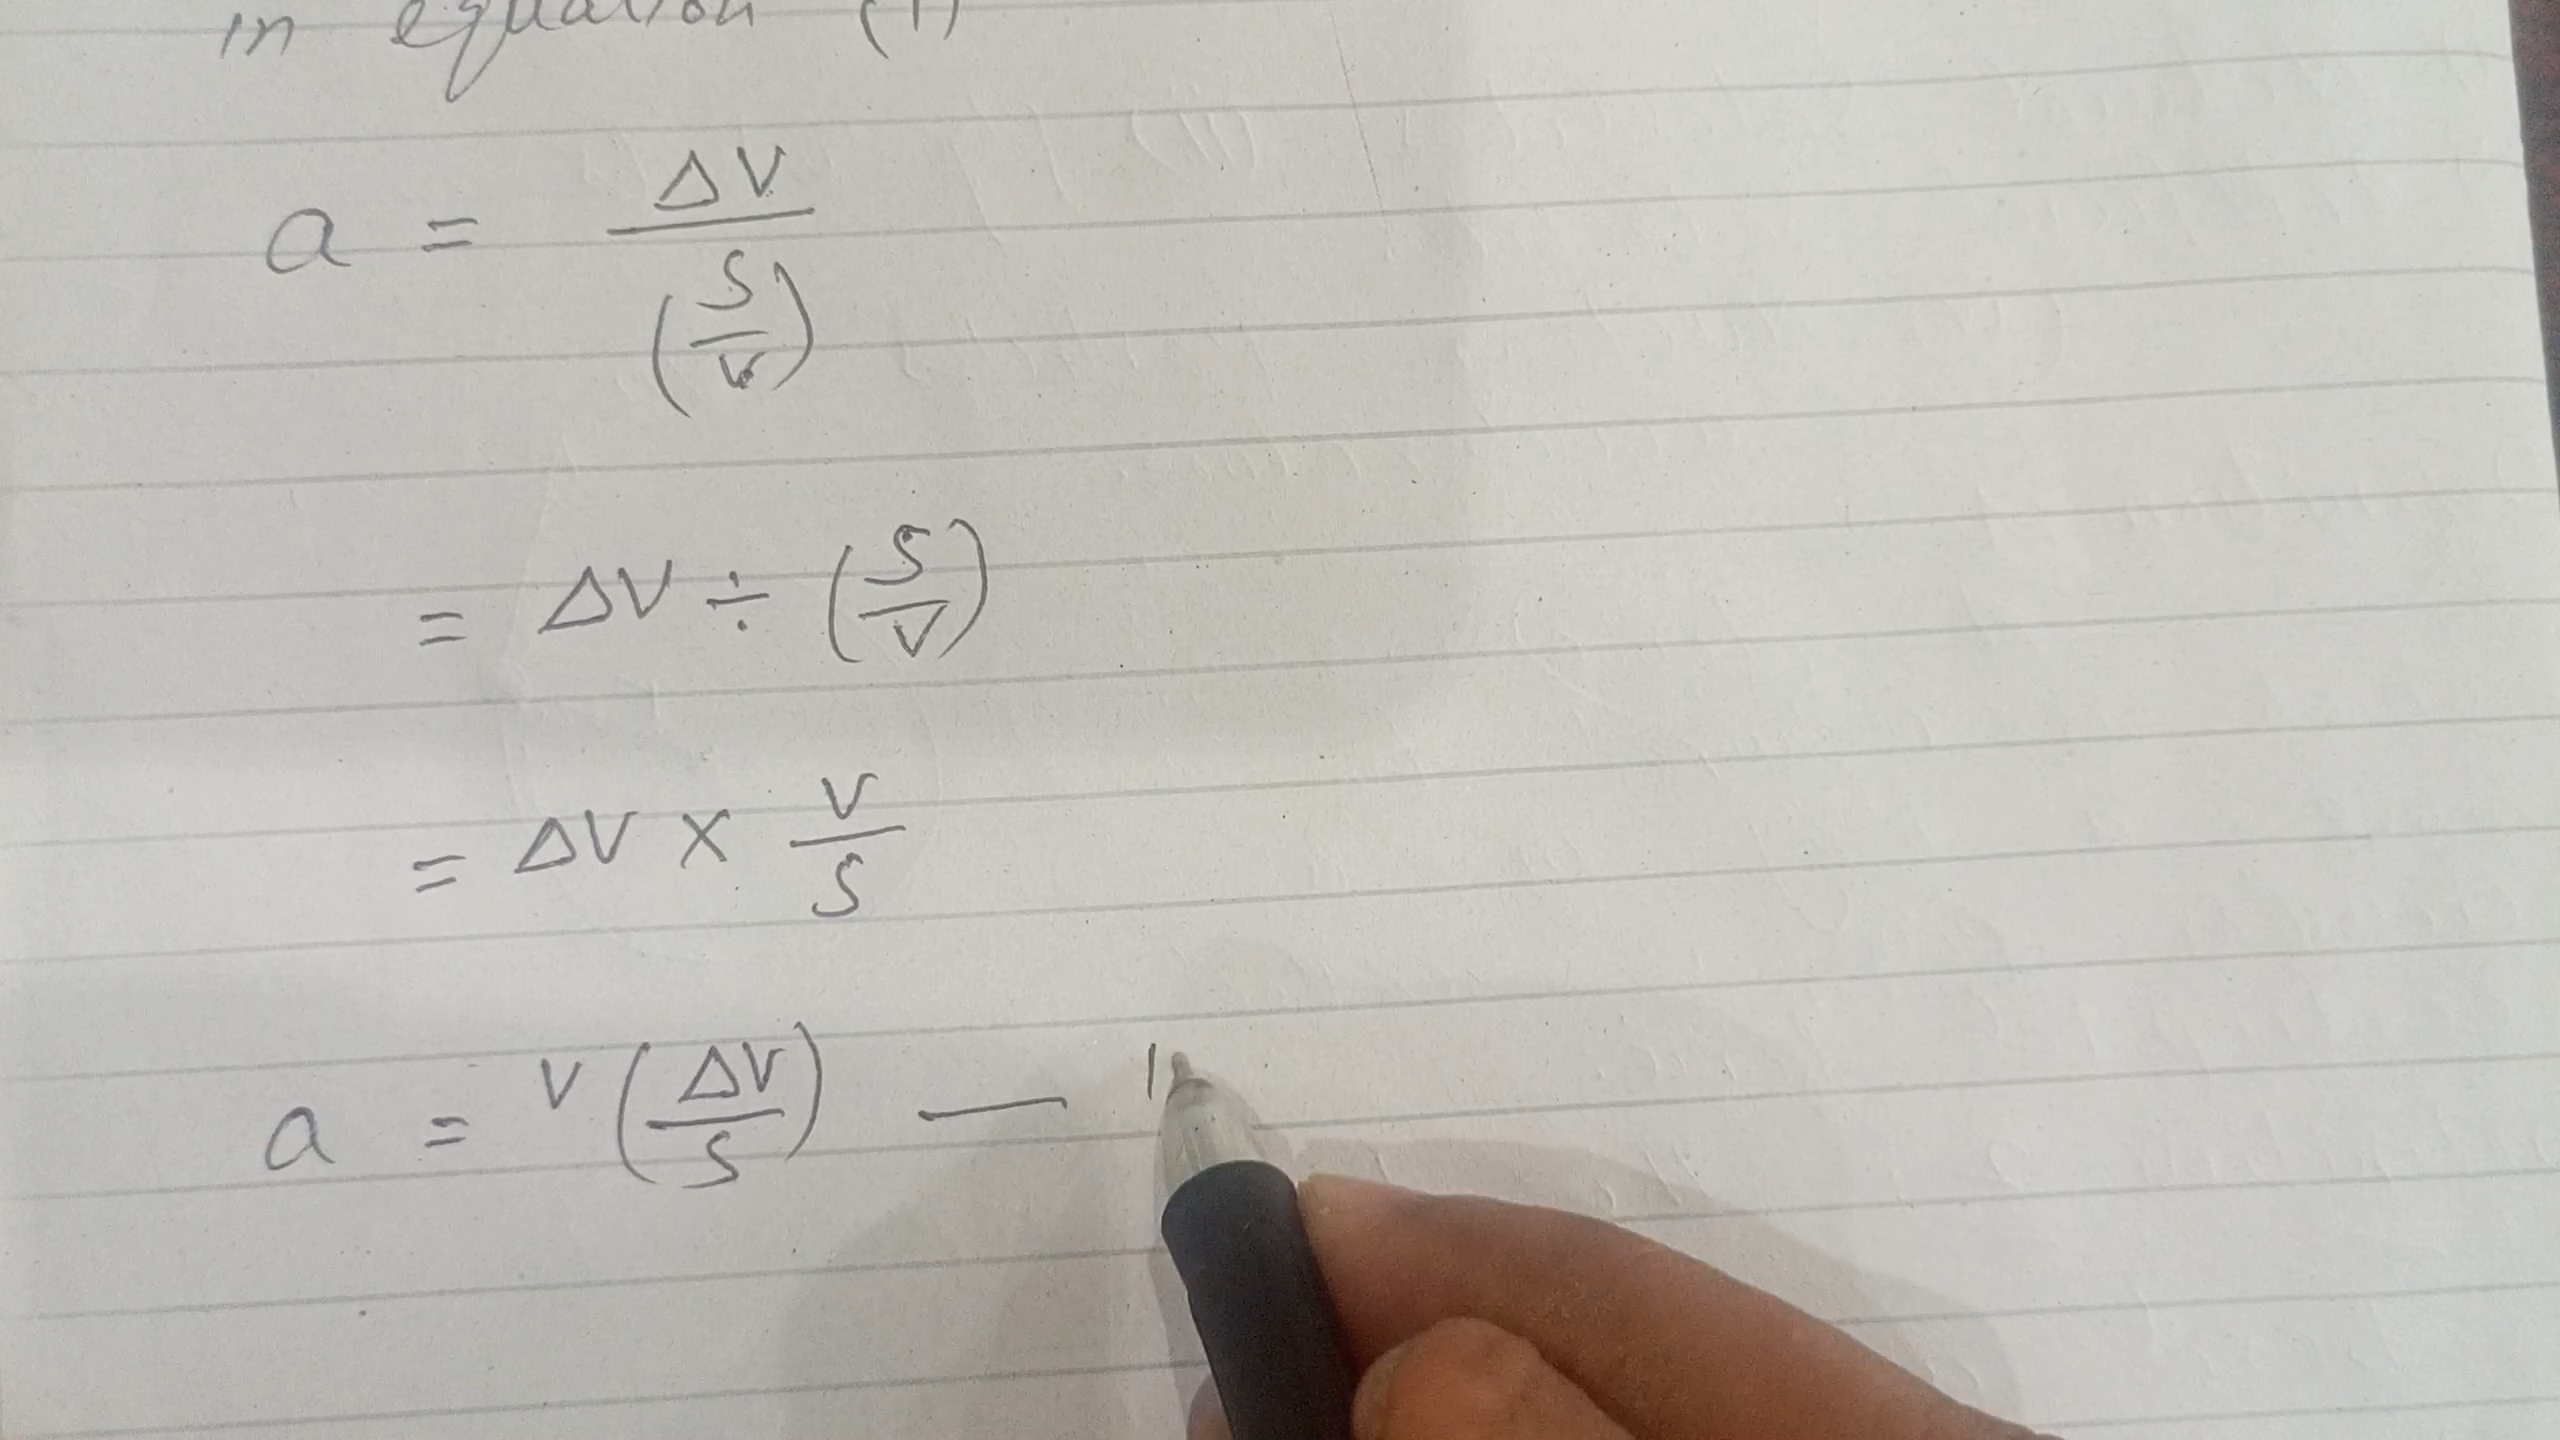 in equation (1)
a = ΔV / (S/V)
= ΔV ÷ (S/V)
= ΔV × V/S
a = V (ΔV/S) — 1